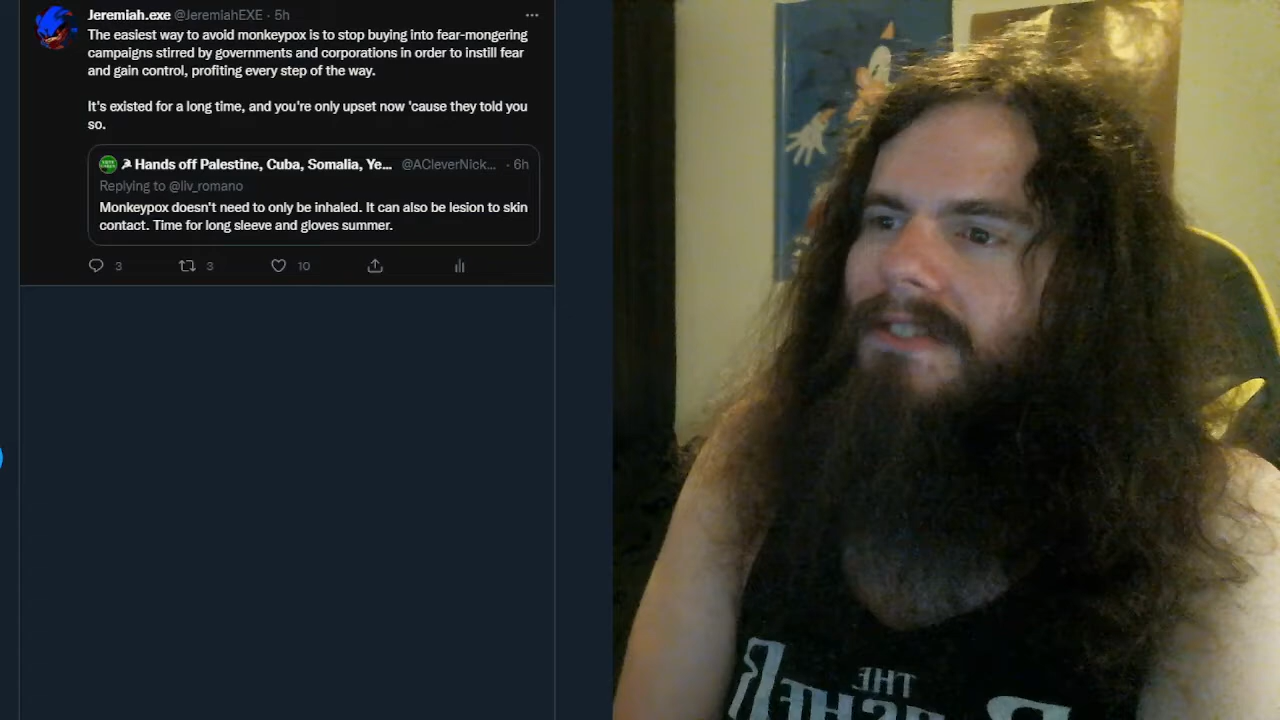 Jeremiah.exe @JeremiahEXE · 5h
The easiest way to avoid monkeypox is to stop buying into fear-mongering
campaigns stirred by governments and corporations in order to instill fear
and gain control, profiting every step of the way.
It's existed for a long time, and you're only upset now 'cause they told you
so.
☭ Hands off Palestine, Cuba, Somalia, Ye... @ACleverNick... · 6h
Replying to @liv_romano
Monkeypox doesn't need to only be inhaled. It can also be lesion to skin
contact. Time for long sleeve and gloves summer.
3 3 10
THE